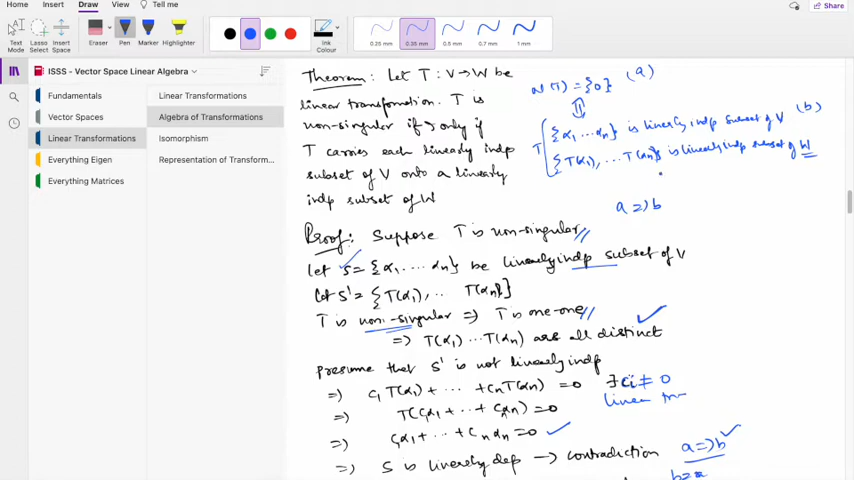 Home Insert Draw View Tell me
Share
Text Mode
Lasso Select
Insert Space
Eraser
Pen
Marker
Highlighter
Ink Colour
0.25 mm
0.35 mm
0.5 mm
0.7 mm
1 mm
ISSS - Vector Space Linear Algebra
Fundamentals
Vector Spaces
Linear Transformations
Everything Eigen
Everything Matrices
Linear Transformations
Algebra of Transformations
Isomorphism
Representation of Transform...
Theorem : Let T : V→W be
linear transformation. T is
non-singular if & only if
T carries each linearly indp
subset of V onto a linearly
indp subset of W
N(T) = {0} (a)
⇕
T {α1 ... αn} is linearly indp subset of V (b)
{T(α1), ... T(αn)} is linearly indp subset of W
a => b
Proof : Suppose T is non-singular
Let S = {α1 .... αn} be linearly indp subset of V
Let S' = {T(α1), .. T(αn)}
T is non-singular => T is one-one
=> T(α1) ... T(αn) are all distinct
Presume that S' is not linearly indp
=> c1 T(α1) + ... + cn T(αn) = 0 ∃ ci ≠ 0
=> T(c1α1 + .. + cnαn) = 0
linear
=> c1α1 + ... + cnαn = 0 ✓
=> S is linearly dep → contradiction a => b ✓
b => a